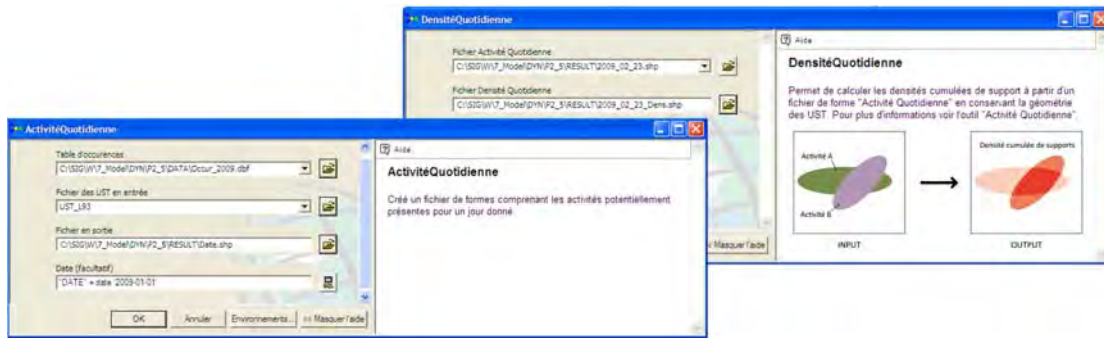 DensitéQuotidienne
Fichier Activité Quotidienne
C:\SIG\W\7_Model\DYN\P2_5\RESULT\2009_02_23.shp
Fichier Densité Quotidienne
C:\SIG\W\7_Model\DYN\P2_5\RESULT\2009_02_23_Dens.shp
Aide
DensitéQuotidienne
Permet de calculer les densités cumulées de support à partir d'un
fichier de forme "Activité Quotidienne" en conservant la géométrie
des UST. Pour plus d'informations voir l'outil "Activité Quotidienne".
Activité A
Activité B
Densité cumulée de supports
INPUT
OUTPUT
<< Masquer l'aide
ActivitéQuotidienne
Table d'occurences
C:\SIG\W\7_Model\DYN\P2_5\DATA\Occur_2009.dbf
Fichier des UST en entrée
UST_L93
Fichier en sortie
C:\SIG\W\7_Model\DYN\P2_5\RESULT\Date.shp
Date (facultatif)
"DATE" = date '2009-01-01'
OK
Annuler
Environnements...
<< Masquer l'aide
Aide
ActivitéQuotidienne
Créé un fichier de formes comprenant les activités potentiellement
présentes pour un jour donné.